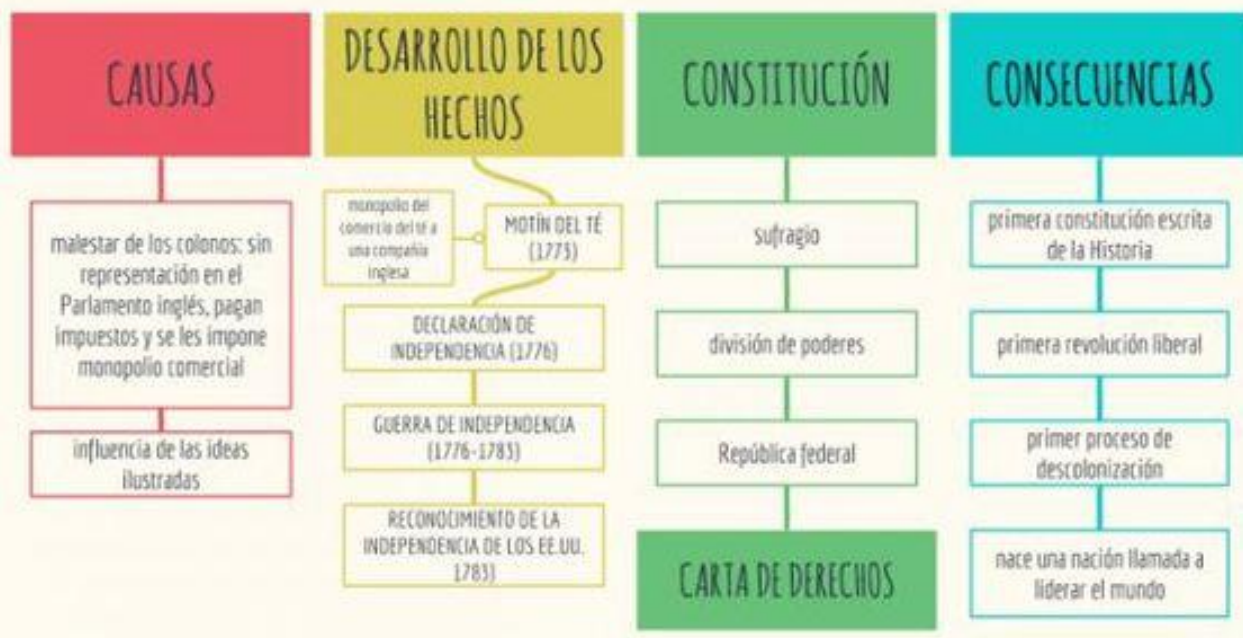 CAUSAS
malestar de los colonos: sin
representación en el
Parlamento inglés, pagan
impuestos y se les impone
monopolio comercial
influencia de las ideas
ilustradas
DESARROLLO DE LOS
HECHOS
monopolio del
comercio del té a
una compañía
inglesa
MOTÍN DEL TÉ
(1773)
DECLARACIÓN DE
INDEPENDENCIA (1776)
GUERRA DE INDEPENDENCIA
(1776-1783)
RECONOCIMIENTO DE LA
INDEPENDENCIA DE LOS EE.UU.
1783)
CONSTITUCIÓN
sufragio
división de poderes
República federal
CARTA DE DERECHOS
CONSECUENCIAS
primera constitución escrita
de la Historia
primera revolución liberal
primer proceso de
descolonización
nace una nación llamada a
liderar el mundo